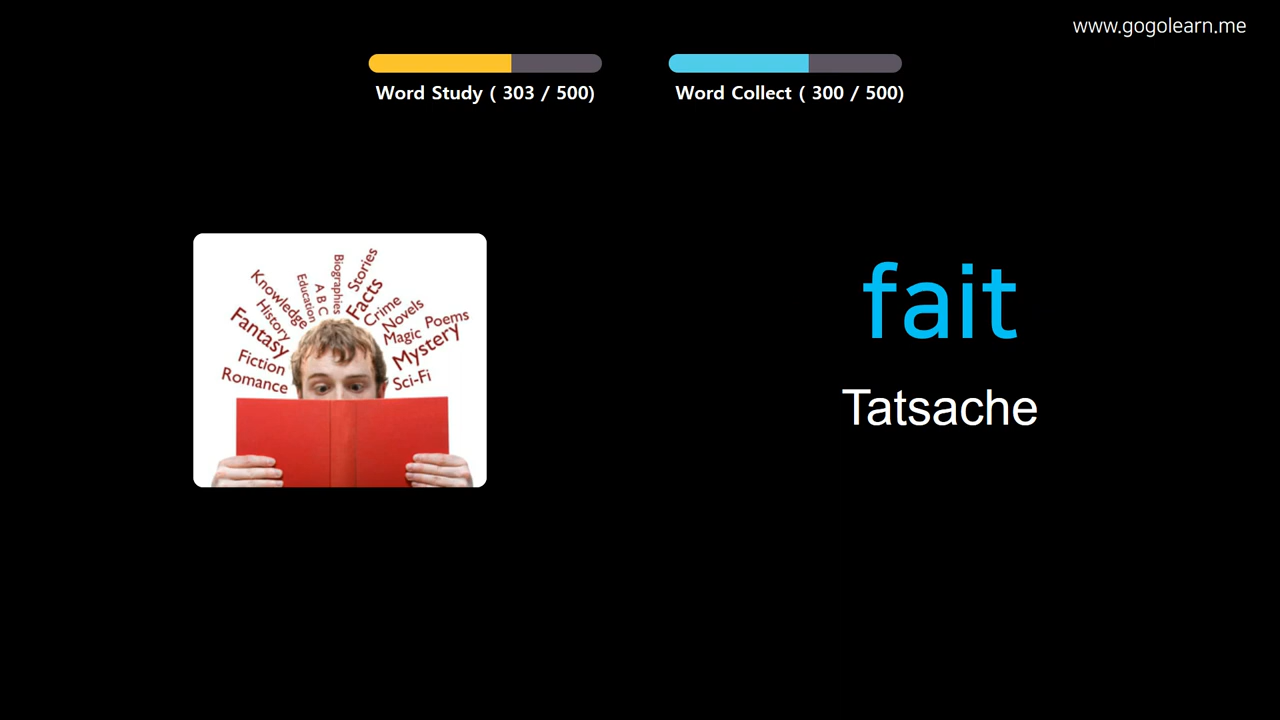 www.gogolearn.me
Word Study ( 303 / 500)
Word Collect ( 300 / 500)
Knowledge
History
Fantasy
Fiction
Romance
Education
A B C
Biographies
Stories
Facts
Crime
Novels
Magic
Poems
Mystery
Sci-Fi
fait
Tatsache